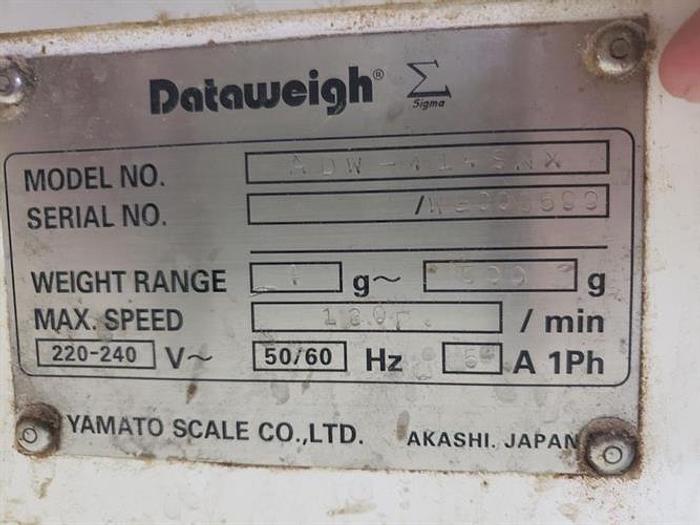 Dataweigh® Σ
Sigma
MODEL NO.
SERIAL NO.
WEIGHT RANGE g~ g
MAX. SPEED / min
220-240 V~ 50/60 Hz A 1Ph
YAMATO SCALE CO.,LTD. AKASHI. JAPAN